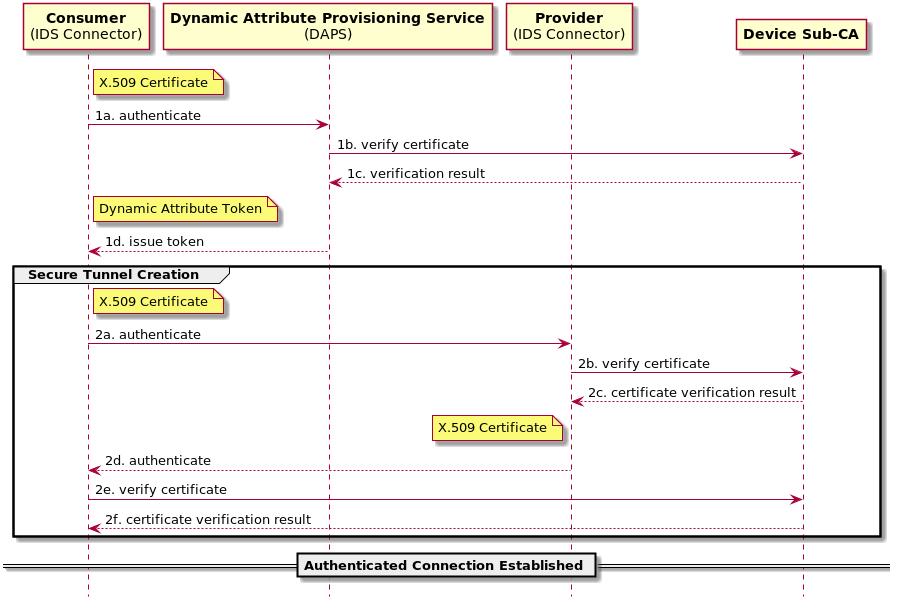 Consumer
(IDS Connector)
Dynamic Attribute Provisioning Service
(DAPS)
Provider
(IDS Connector)
Device Sub-CA
X.509 Certificate
1a. authenticate
1b. verify certificate
1c. verification result
Dynamic Attribute Token
1d. issue token
Secure Tunnel Creation
X.509 Certificate
2a. authenticate
2b. verify certificate
2c. certificate verification result
X.509 Certificate
2d. authenticate
2e. verify certificate
2f. certificate verification result
Authenticated Connection Established